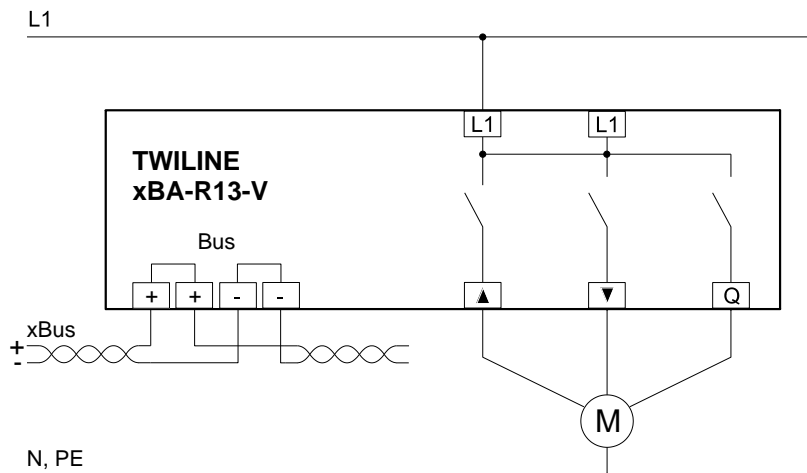 L1
L1
L1
TWILINE
xBA-R13-V
Bus
+ + - -
▲ ▼ Q
xBus
+
-
M
N, PE